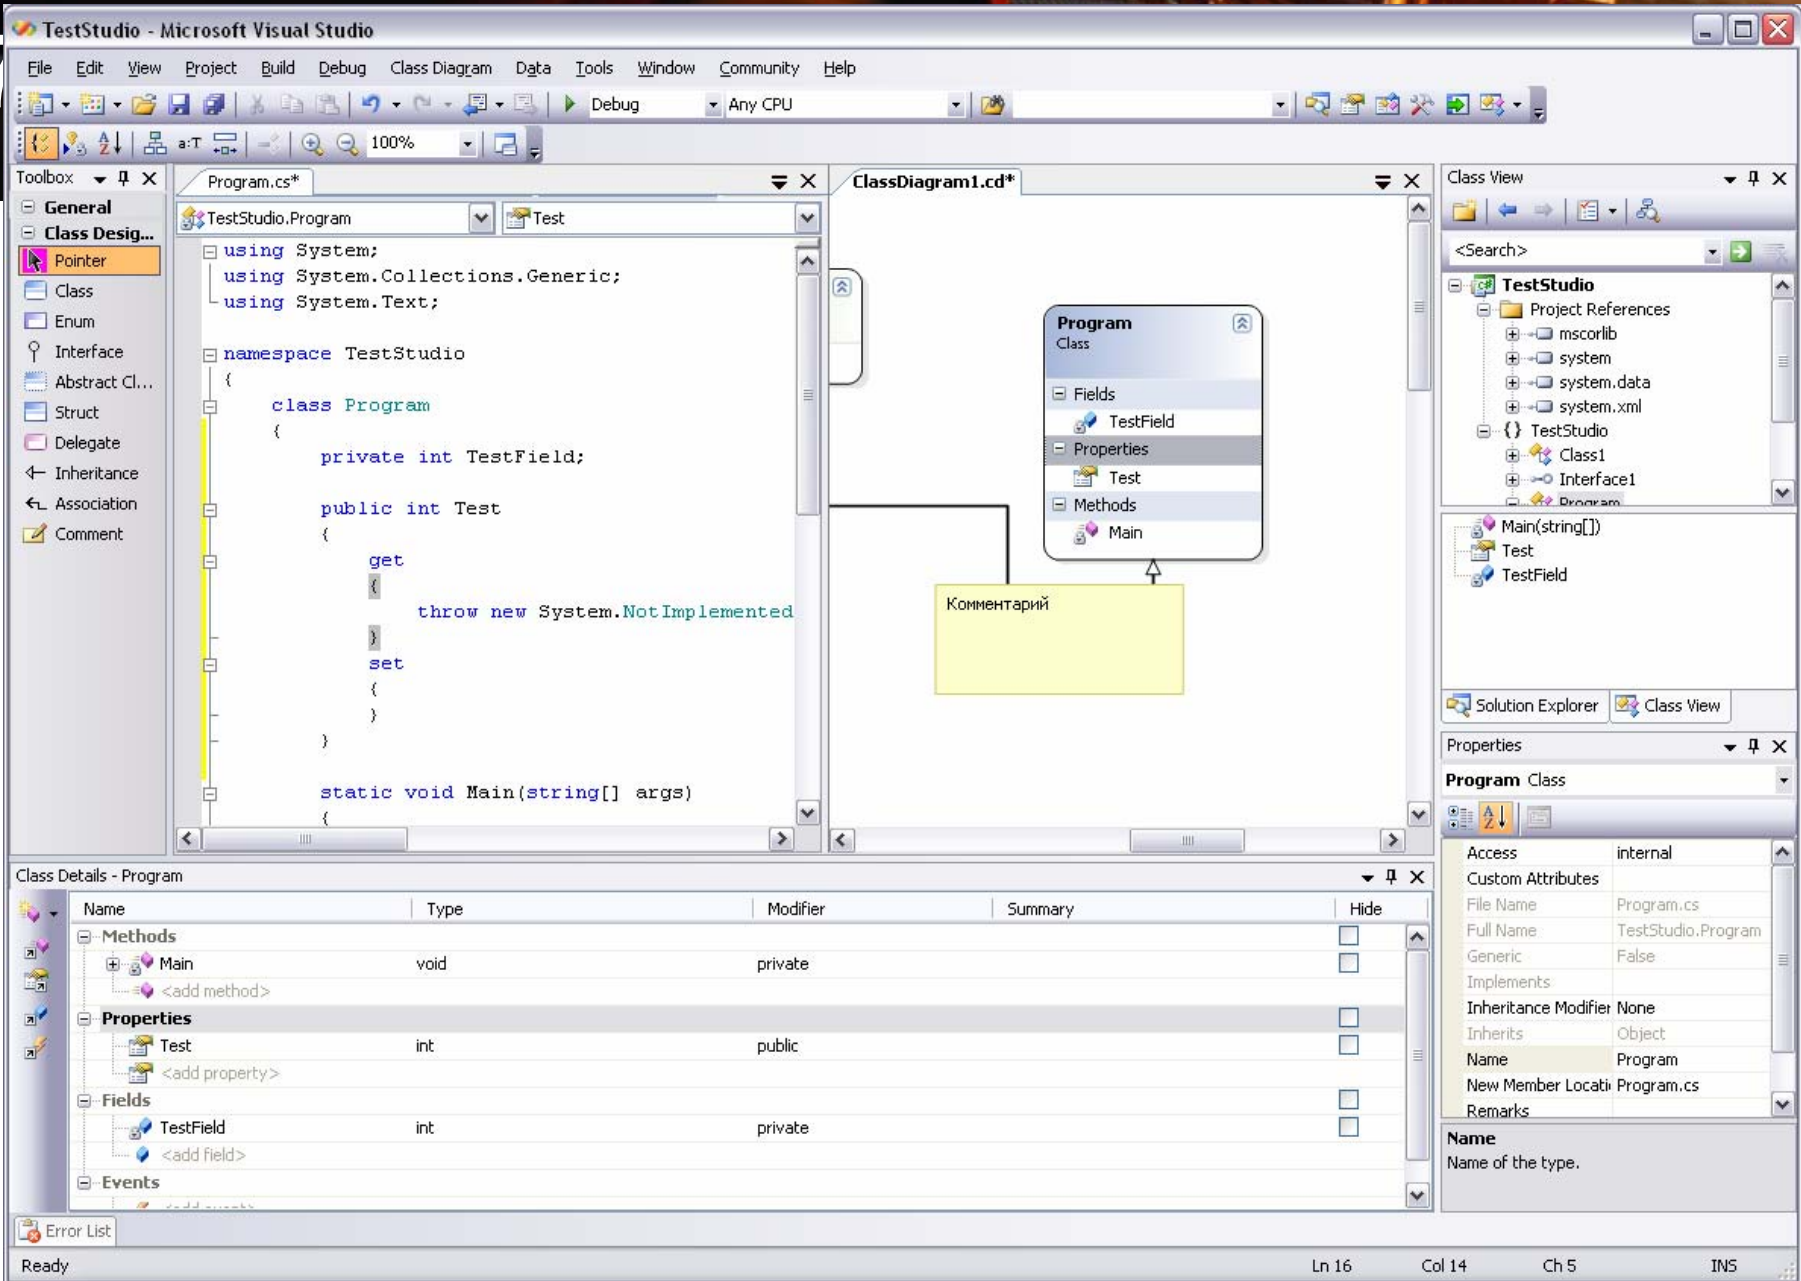 TestStudio - Microsoft Visual Studio
File Edit View Project Build Debug Class Diagram Data Tools Window Community Help
Debug Any CPU
a:T 100%
Toolbox
General
Class Desig...
Pointer
Class
Enum
Interface
Abstract Cl...
Struct
Delegate
Inheritance
Association
Comment
Program.cs*
TestStudio.Program Test
using System;
using System.Collections.Generic;
using System.Text;
namespace TestStudio
{
class Program
{
private int TestField;
public int Test
{
get
{
throw new System.NotImplemented
}
set
{
}
}
static void Main(string[] args)
{
ClassDiagram1.cd*
Program
Class
Fields
TestField
Properties
Test
Methods
Main
Комментарий
Class View
<Search>
TestStudio
Project References
mscorlib
system
system.data
system.xml
{} TestStudio
Class1
Interface1
Program
Main(string[])
Test
TestField
Solution Explorer Class View
Properties
Program Class
Access internal
Custom Attributes
File Name Program.cs
Full Name TestStudio.Program
Generic False
Implements
Inheritance Modifier None
Inherits Object
Name Program
New Member Locati Program.cs
Remarks
Name
Name of the type.
Class Details - Program
Name Type Modifier Summary Hide
Methods
Main void private
<add method>
Properties
Test int public
<add property>
Fields
TestField int private
<add field>
Events
<add event>
Error List
Ready Ln 16 Col 14 Ch 5 INS